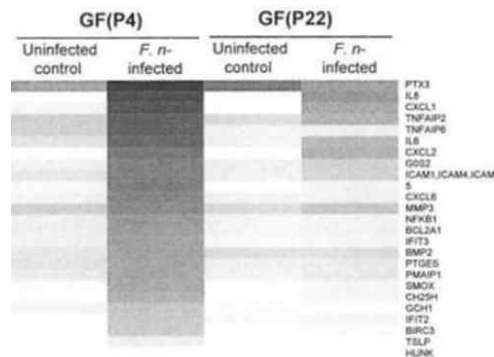 GF(P4)
GF(P22)
Uninfected
control
F. n-
infected
Uninfected
control
F. n-
infected
PTX3
IL8
CXCL1
TNFAIP2
TNFAIP6
IL6
CXCL2
G0S2
ICAM1,ICAM4,ICAM
5
CXCL6
MMP3
NFKB1
BCL2A1
IFIT3
BMP2
PTGES
PMAIP1
SMOX
CH25H
GCH1
IFIT2
BIRC3
TSLP
HUNK